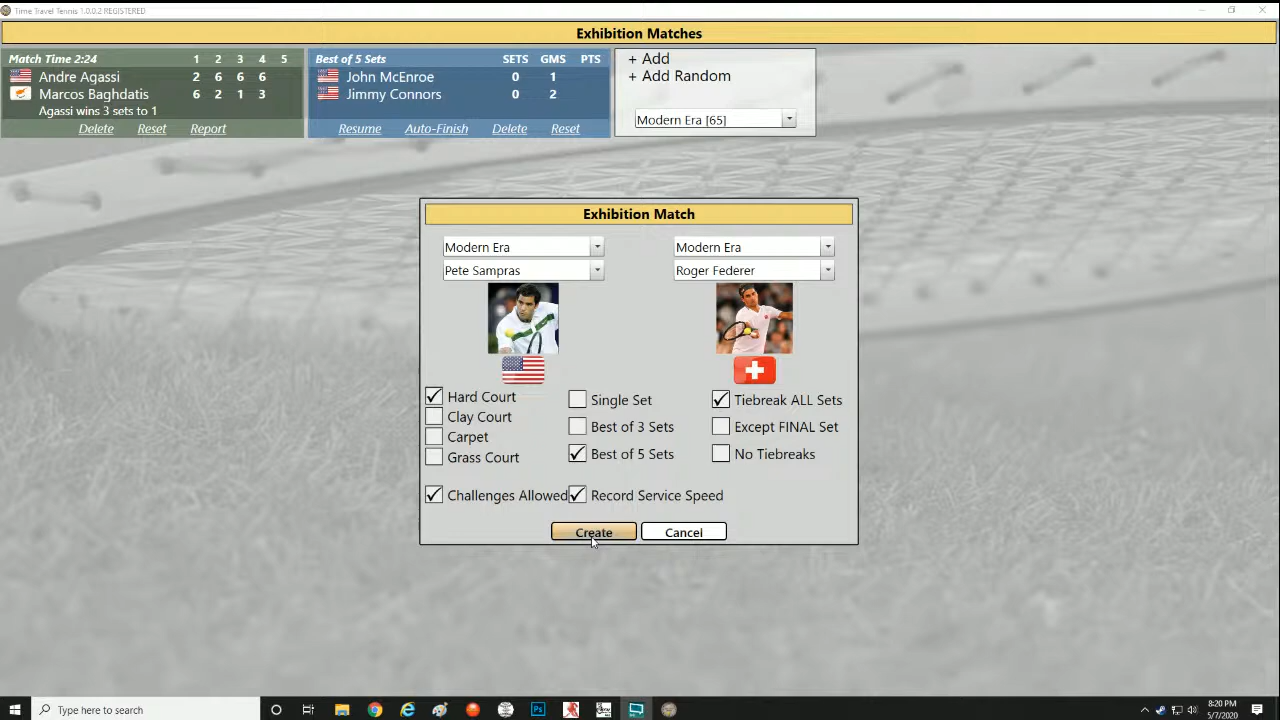 Time Travel Tennis 1.0.0.2 REGISTERED
Exhibition Matches
Match Time 2:24 1 2 3 4 5
Andre Agassi 2 6 6 6
Marcos Baghdatis 6 2 1 3
Agassi wins 3 sets to 1
Delete Reset Report
Best of 5 Sets SETS GMS PTS
John McEnroe 0 1
Jimmy Connors 0 2
Resume Auto-Finish Delete Reset
+ Add
+ Add Random
Modern Era [65]
Exhibition Match
Modern Era Modern Era
Pete Sampras Roger Federer
Hard Court Single Set Tiebreak ALL Sets
Clay Court Best of 3 Sets Except FINAL Set
Carpet
Grass Court Best of 5 Sets No Tiebreaks
Challenges Allowed Record Service Speed
Create Cancel
Type here to search
8:20 PM
5/7/2020